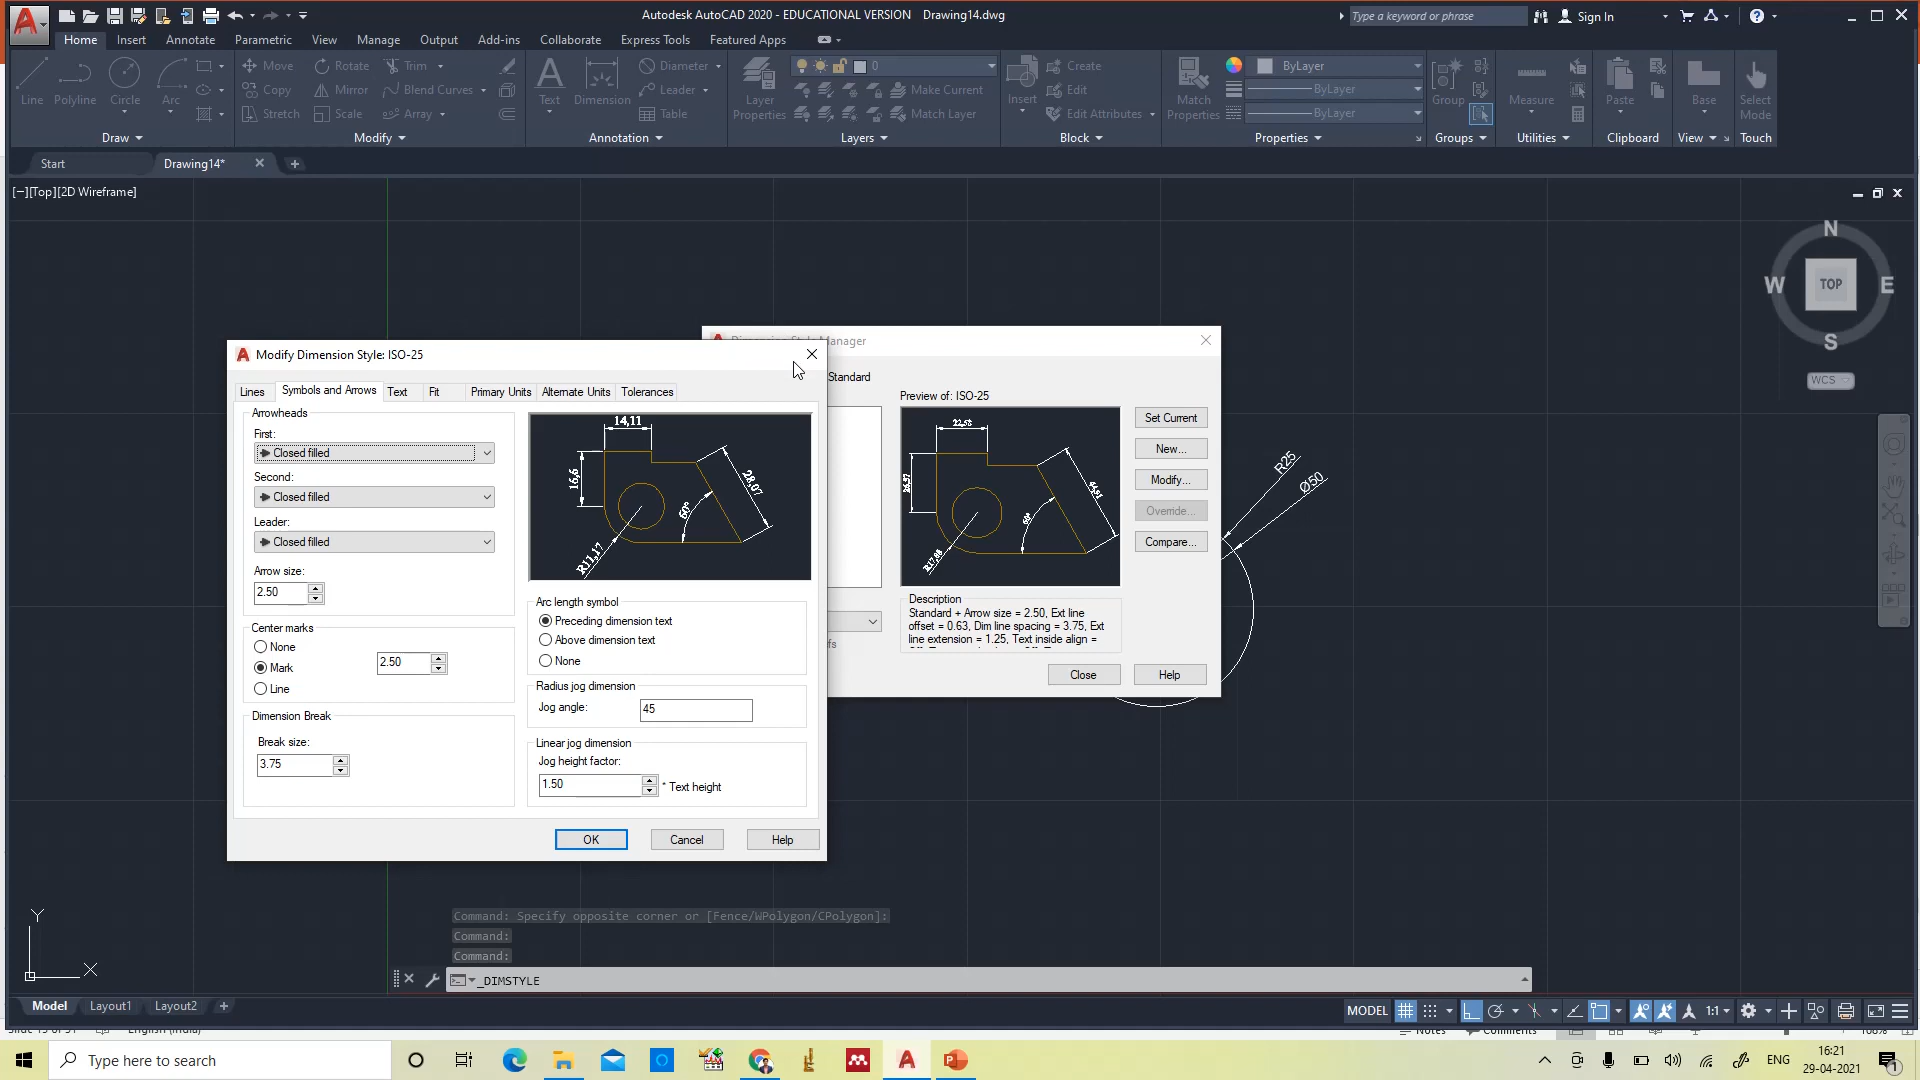 Autodesk AutoCAD 2020 - EDUCATIONAL VERSION Drawing14.dwg
Type a keyword or phrase
Sign In
Home Insert Annotate Parametric View Manage Output Add-ins Collaborate Express Tools Featured Apps
Line Polyline Circle Arc
Move Rotate Trim
Copy Mirror Blend Curves
Stretch Scale Array
Text Dimension
Diameter
Leader
Table
Layer Properties
0
Make Current
Match Layer
Insert
Create
Edit
Edit Attributes
Match Properties
ByLayer
ByLayer
ByLayer
Group
Measure
Paste
Base
Select Mode
Draw Modify Annotation Layers Block Properties Groups Utilities Clipboard View Touch
Start Drawing14*
[−][Top][2D Wireframe]
N
W TOP E
S
WCS
Modify Dimension Style: ISO-25
Lines Symbols and Arrows Text Fit Primary Units Alternate Units Tolerances
Arrowheads
First:
Closed filled
Second:
Closed filled
Leader:
Closed filled
Arrow size:
2.50
Center marks
None
Mark 2.50
Line
Dimension Break
Break size:
3.75
14,11
16,6
28,07
60°
R11,17
Arc length symbol
Preceding dimension text
Above dimension text
None
Radius jog dimension
Jog angle: 45
Linear jog dimension
Jog height factor:
1.50 * Text height
OK Cancel Help
Standard
Preview of: ISO-25
60°
Set Current
New...
Modify...
Override...
Compare...
Description
Standard + Arrow size = 2.50, Ext line
offset = 0.63, Dim line spacing = 3.75, Ext
line extension = 1.25, Text inside align =
Close Help
R25
Ø50
Y
X
Command: Specify opposite corner or [Fence/WPolygon/CPolygon]:
Command:
Command:
_DIMSTYLE
Model Layout1 Layout2
MODEL 1:1
Type here to search
ENG
16:21
29-04-2021
1